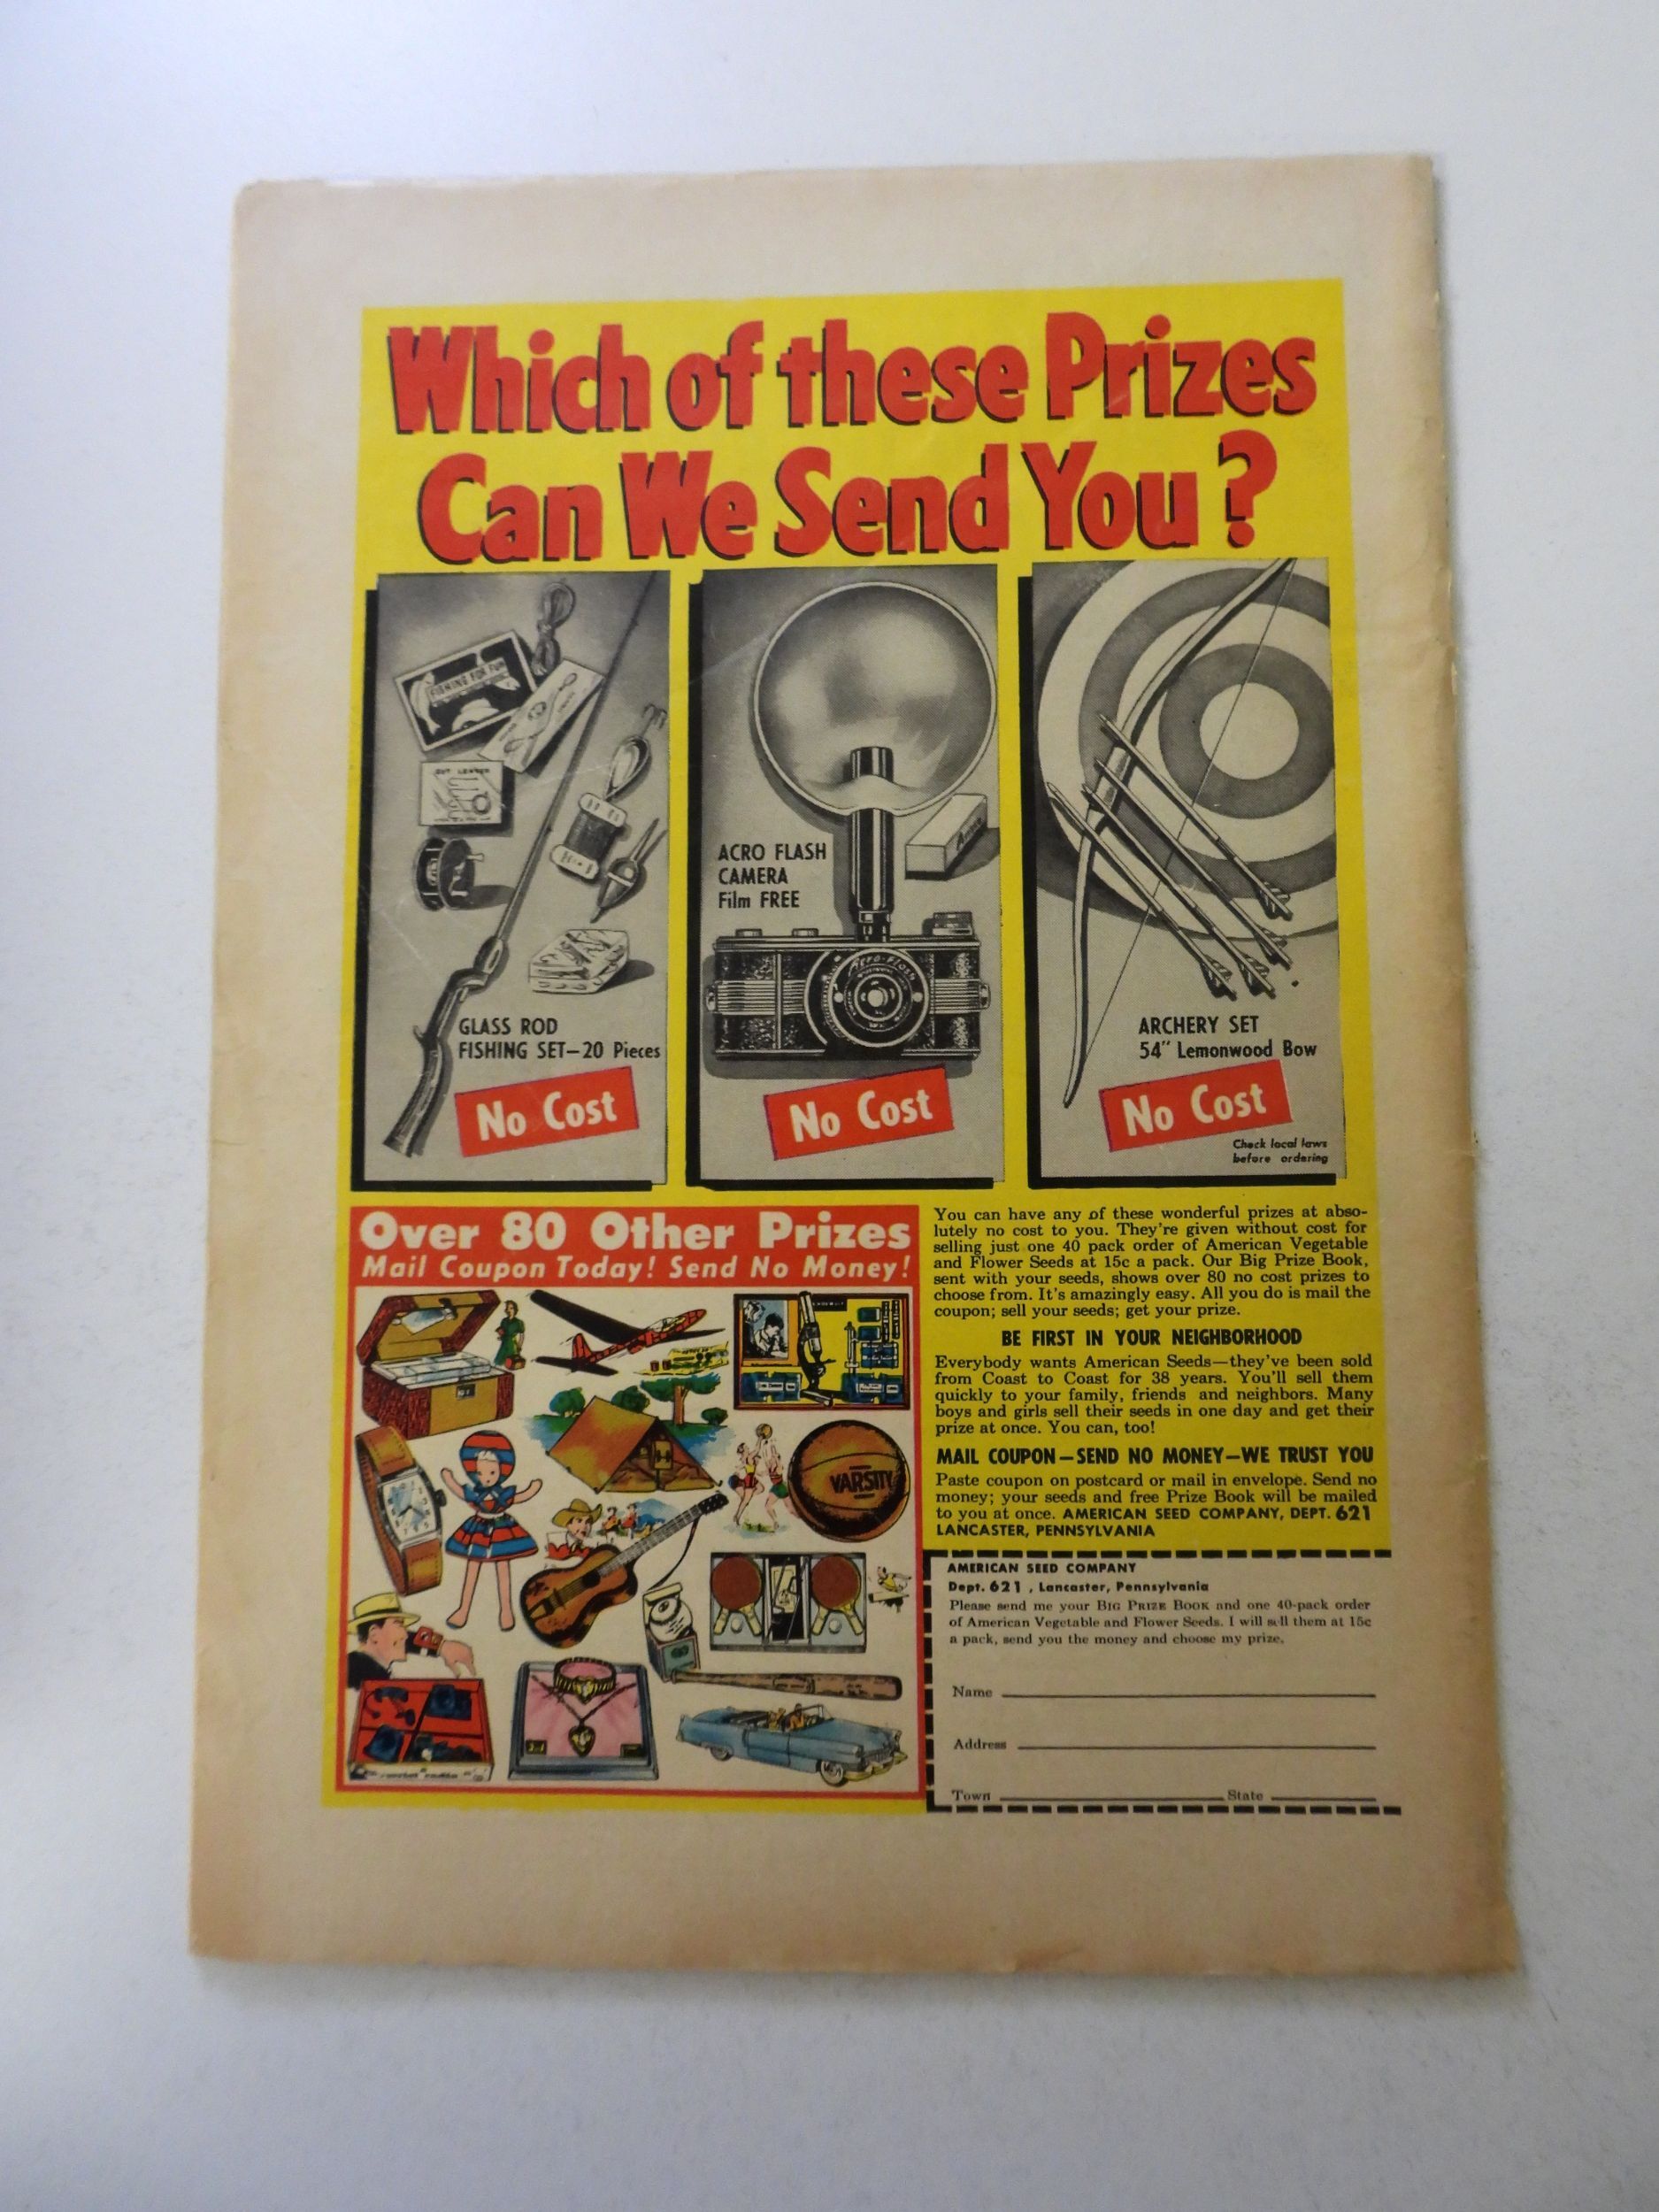 Which of these Prizes
Can We Send You?
FISHING FOR FUN
ACRO FLASH
CAMERA
Film FREE
ACRO-FLASH
GLASS ROD
FISHING SET—20 Pieces
No Cost
No Cost
ARCHERY SET
54" Lemonwood Bow
No Cost
Check local laws
before ordering
Over 80 Other Prizes
Mail Coupon Today! Send No Money!
VARSITY
You can have any of these wonderful prizes at abso-
lutely no cost to you. They're given without cost for
selling just one 40 pack order of American Vegetable
and Flower Seeds at 15c a pack. Our Big Prize Book,
sent with your seeds, shows over 80 no cost prizes to
choose from. It's amazingly easy. All you do is mail the
coupon; sell your seeds; get your prize.
BE FIRST IN YOUR NEIGHBORHOOD
Everybody wants American Seeds—they've been sold
from Coast to Coast for 38 years. You'll sell them
quickly to your family, friends and neighbors. Many
boys and girls sell their seeds in one day and get their
prize at once. You can, too!
MAIL COUPON—SEND NO MONEY—WE TRUST YOU
Paste coupon on postcard or mail in envelope. Send no
money; your seeds and free Prize Book will be mailed
to you at once. AMERICAN SEED COMPANY, DEPT. 621
LANCASTER, PENNSYLVANIA
AMERICAN SEED COMPANY
Dept. 621 , Lancaster, Pennsylvania
Please send me your BIG PRIZE BOOK and one 40-pack order
of American Vegetable and Flower Seeds. I will sell them at 15c
a pack, send you the money and choose my prize.
Name
Address
Town State